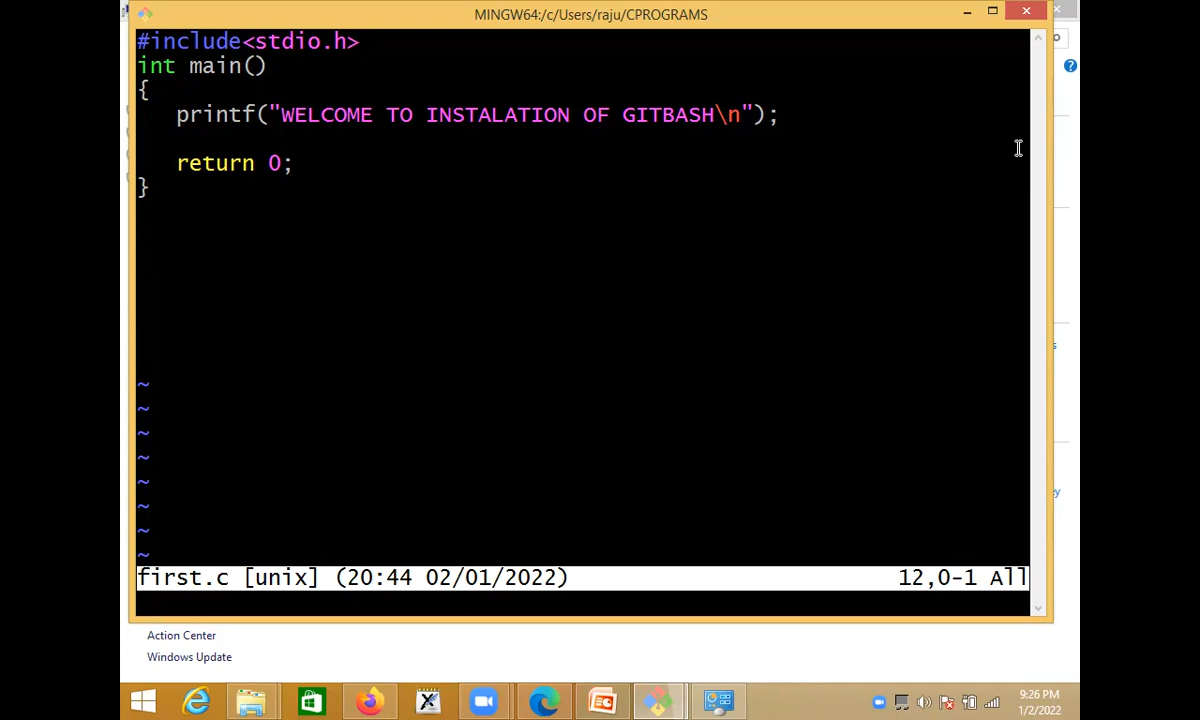 MINGW64:/c/Users/raju/CPROGRAMS
#include<stdio.h>
int main()
{
printf("WELCOME TO INSTALATION OF GITBASH\n");
return 0;
}
~
~
~
~
~
~
~
~
first.c [unix] (20:44 02/01/2022) 12,0-1 All
Action Center
Windows Update
9:26 PM
1/2/2022